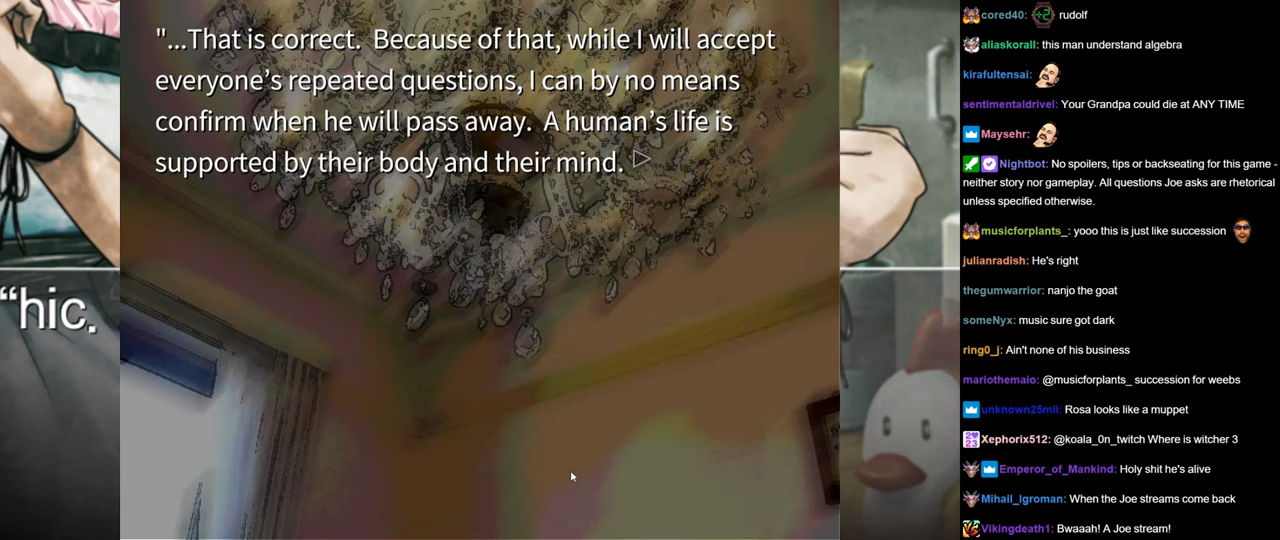 "...That is correct.  Because of that, while I will accept
everyone's repeated questions, I can by no means
confirm when he will pass away.  A human's life is
supported by their body and their mind.
“hic.
cored40: +2 rudolf
aliaskorall: this man understand algebra
kirafultensai:
sentimentaldrivel: Your Grandpa could die at ANY TIME
Maysehr:
Nightbot: No spoilers, tips or backseating for this game -
neither story nor gameplay. All questions Joe asks are rhetorical
unless specified otherwise.
musicforplants_: yooo this is just like succession
julianradish: He's right
thegumwarrior: nanjo the goat
someNyx: music sure got dark
ring0_j: Ain't none of his business
mariothemaio: @musicforplants_ succession for weebs
unknown25mil: Rosa looks like a muppet
Xephorix512: @koala_0n_twitch Where is witcher 3
Emperor_of_Mankind: Holy shit he's alive
Mihail_Igroman: When the Joe streams come back
Vikingdeath1: Bwaaah! A Joe stream!